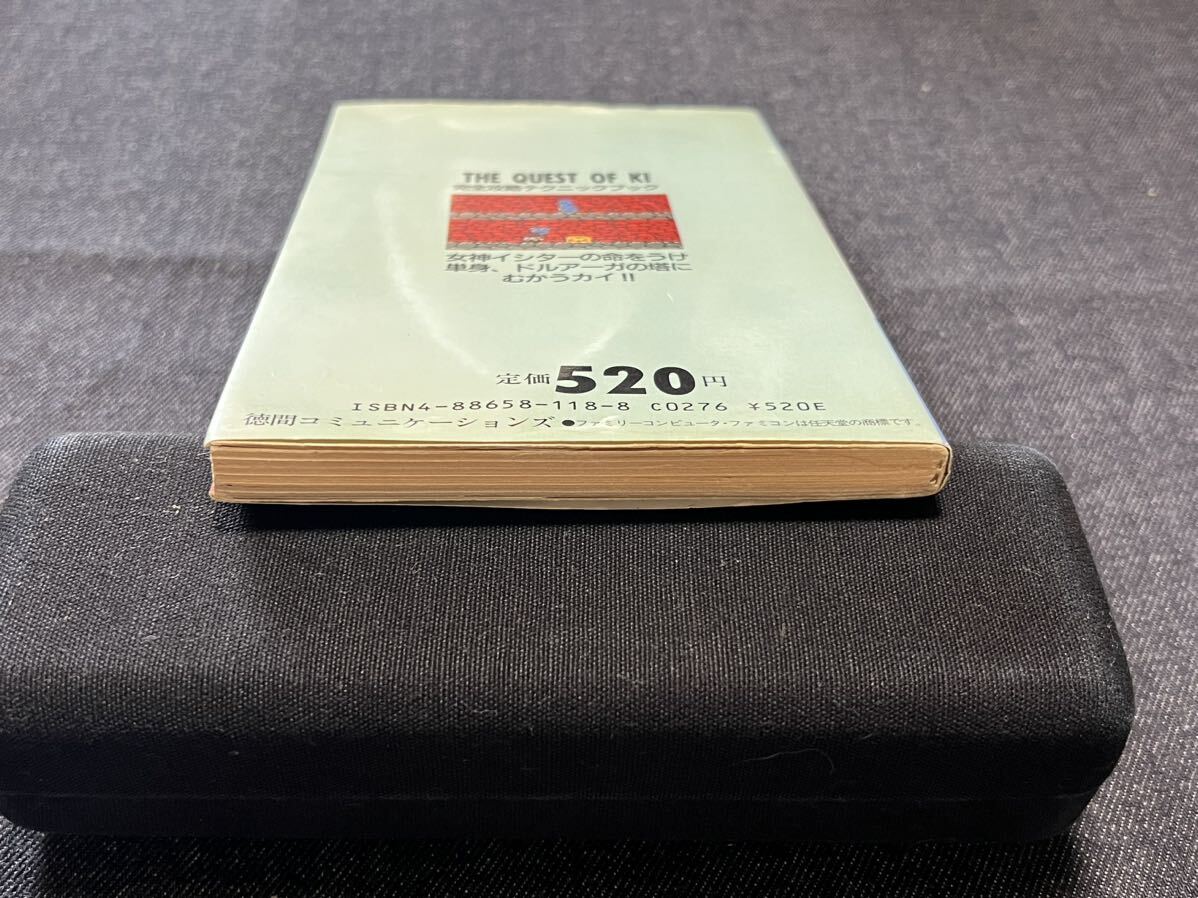 THE QUEST OF KI
完全攻略テクニックブック
女神イシターの命をうけ
単身、ドルアーガの塔に
むかうカイ!!
定価520円
ISBN4-88658-118-8 C0276 ¥520E
徳間コミュニケーションズ ●ファミリーコンピュータ・ファミコンは任天堂の商標です。